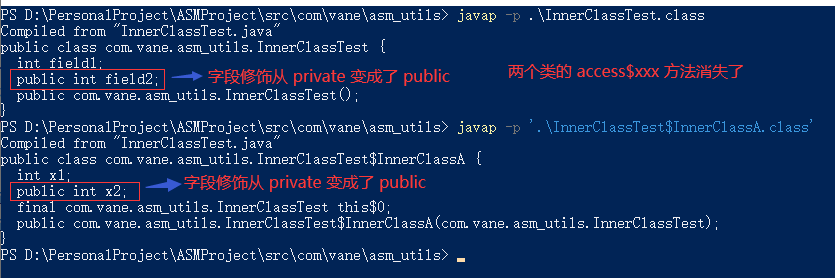 PS D:\PersonalProject\ASMProject\src\com\vane\asm_utils> javap -p .\InnerClassTest.class
Compiled from "InnerClassTest.java"
public class com.vane.asm_utils.InnerClassTest {
int field1;
public int field2; 字段修饰从 private 变成了 public 两个类的 access$xxx 方法消失了
public com.vane.asm_utils.InnerClassTest();
}
PS D:\PersonalProject\ASMProject\src\com\vane\asm_utils> javap -p '.\InnerClassTest$InnerClassA.class'
Compiled from "InnerClassTest.java"
public class com.vane.asm_utils.InnerClassTest$InnerClassA {
int x1;
public int x2; 字段修饰从 private 变成了 public
final com.vane.asm_utils.InnerClassTest this$0;
public com.vane.asm_utils.InnerClassTest$InnerClassA(com.vane.asm_utils.InnerClassTest);
}
PS D:\PersonalProject\ASMProject\src\com\vane\asm_utils>